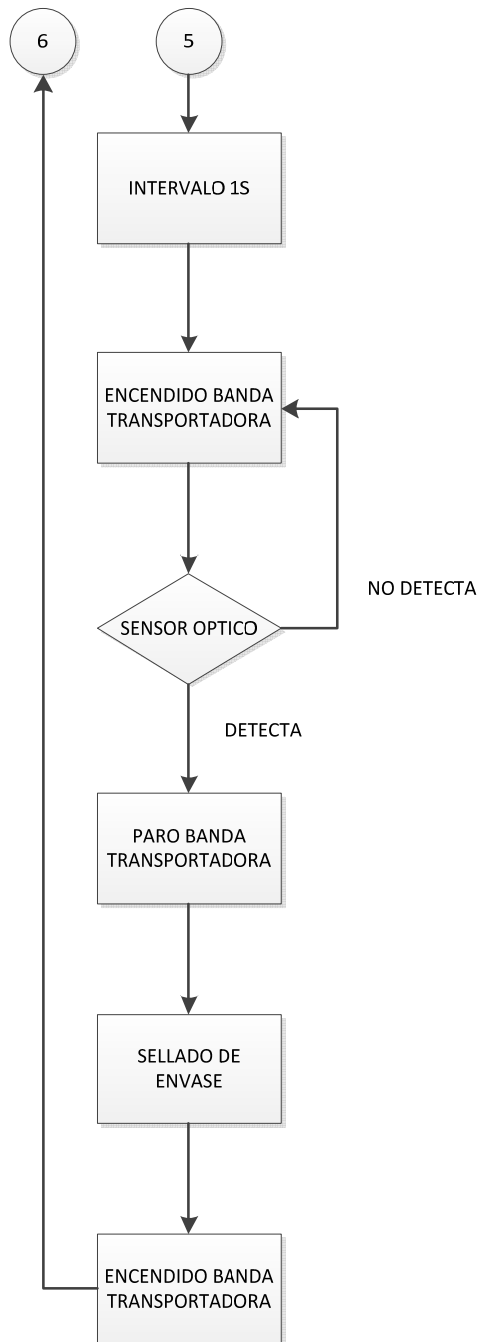 6
5
INTERVALO 1S
ENCENDIDO BANDA
TRANSPORTADORA
NO DETECTA
SENSOR OPTICO
DETECTA
PARO BANDA
TRANSPORTADORA
SELLADO DE
ENVASE
ENCENDIDO BANDA
TRANSPORTADORA